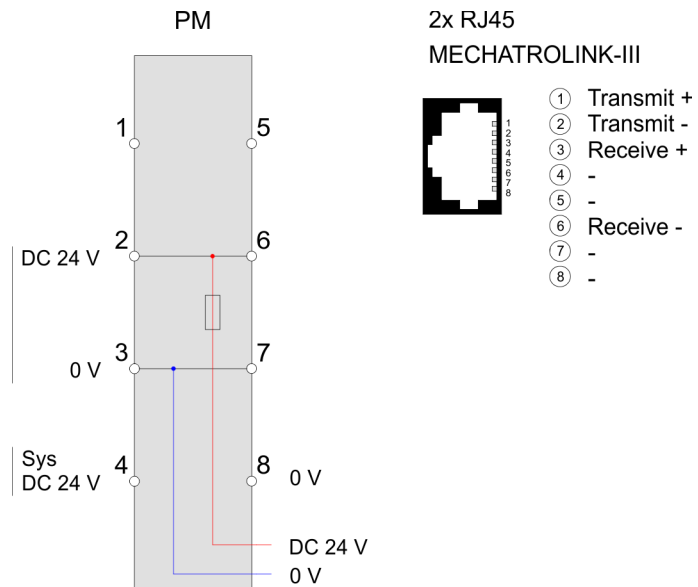 PM
1
5
2
6
DC 24 V
3
7
0 V
Sys
DC 24 V
4
8
0 V
DC 24 V
0 V
2x RJ45
MECHATROLINK-III
1
2
3
4
5
6
7
8
1 Transmit +
2 Transmit -
3 Receive +
4 -
5 -
6 Receive -
7 -
8 -